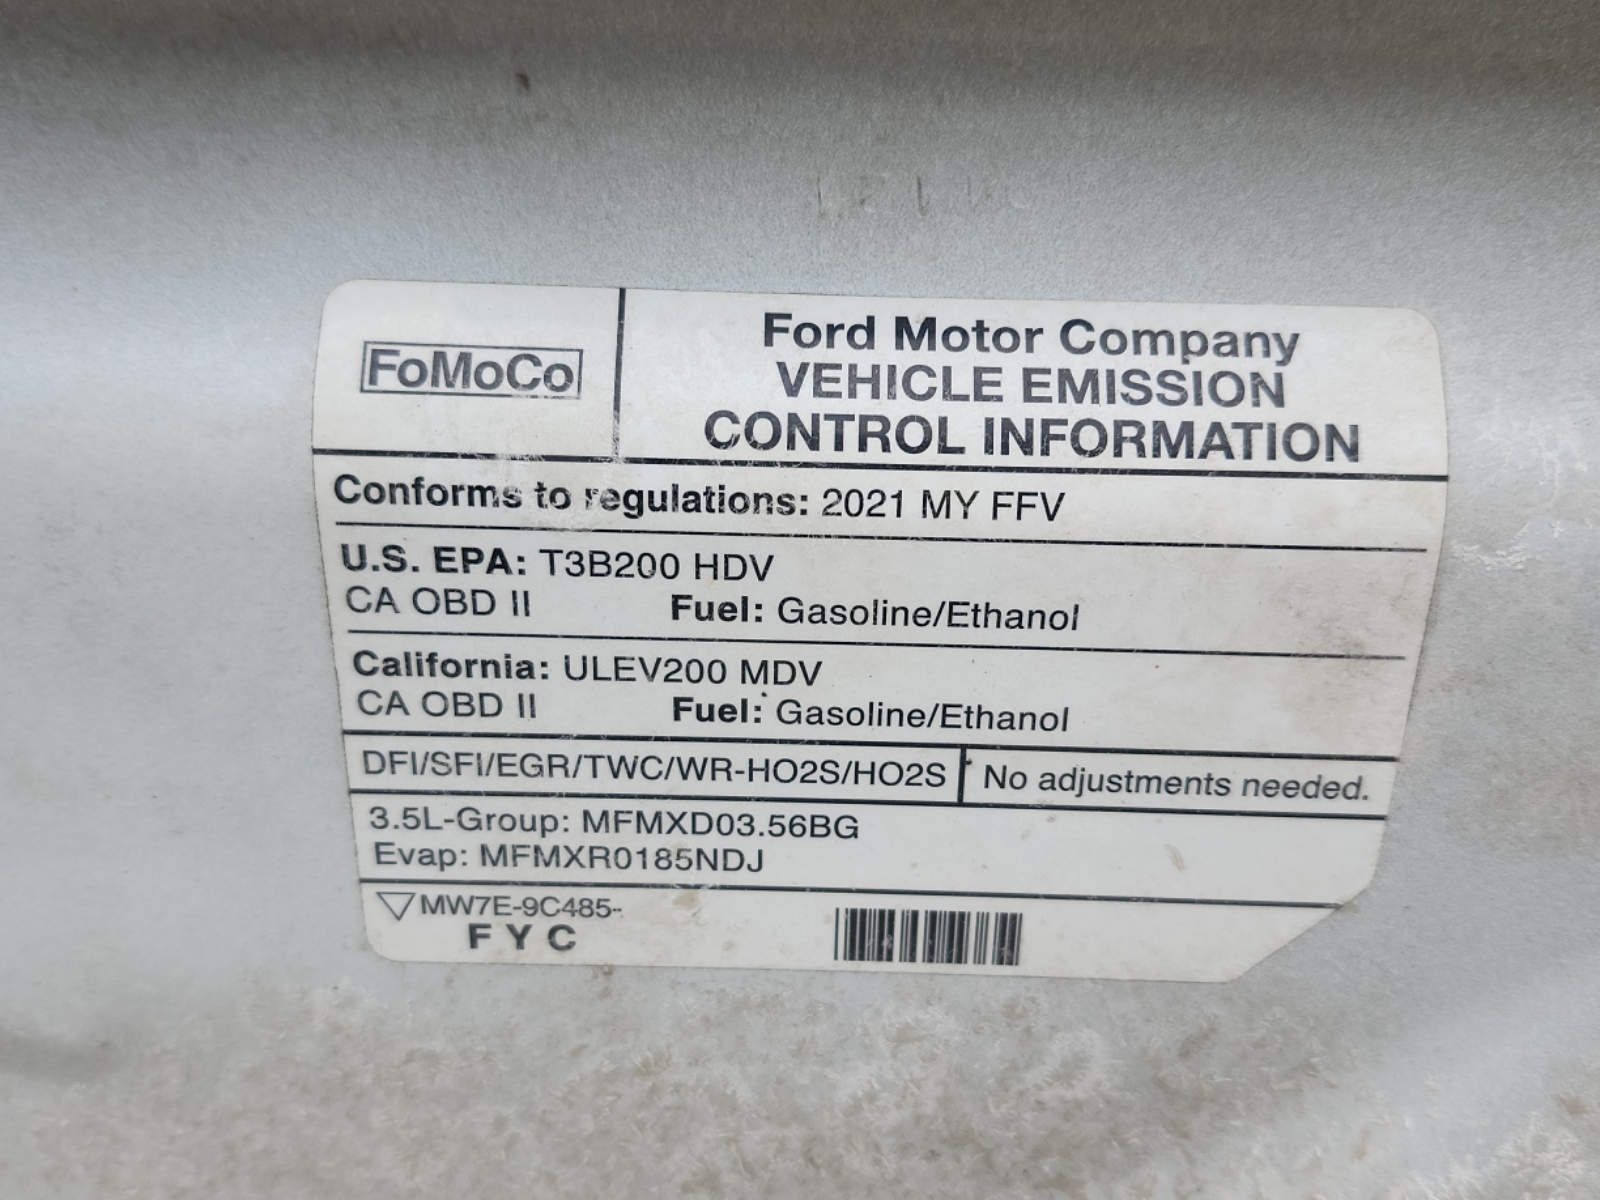 FoMoCo
Ford Motor Company
VEHICLE EMISSION
CONTROL INFORMATION
Conforms to regulations: 2021 MY FFV
U.S. EPA: T3B200 HDV
CA OBD II Fuel: Gasoline/Ethanol
California: ULEV200 MDV
CA OBD II Fuel: Gasoline/Ethanol
DFI/SFI/EGR/TWC/WR-HO2S/HO2S No adjustments needed.
3.5L-Group: MFMXD03.56BG
Evap: MFMXR0185NDJ
MW7E-9C485-
FYC